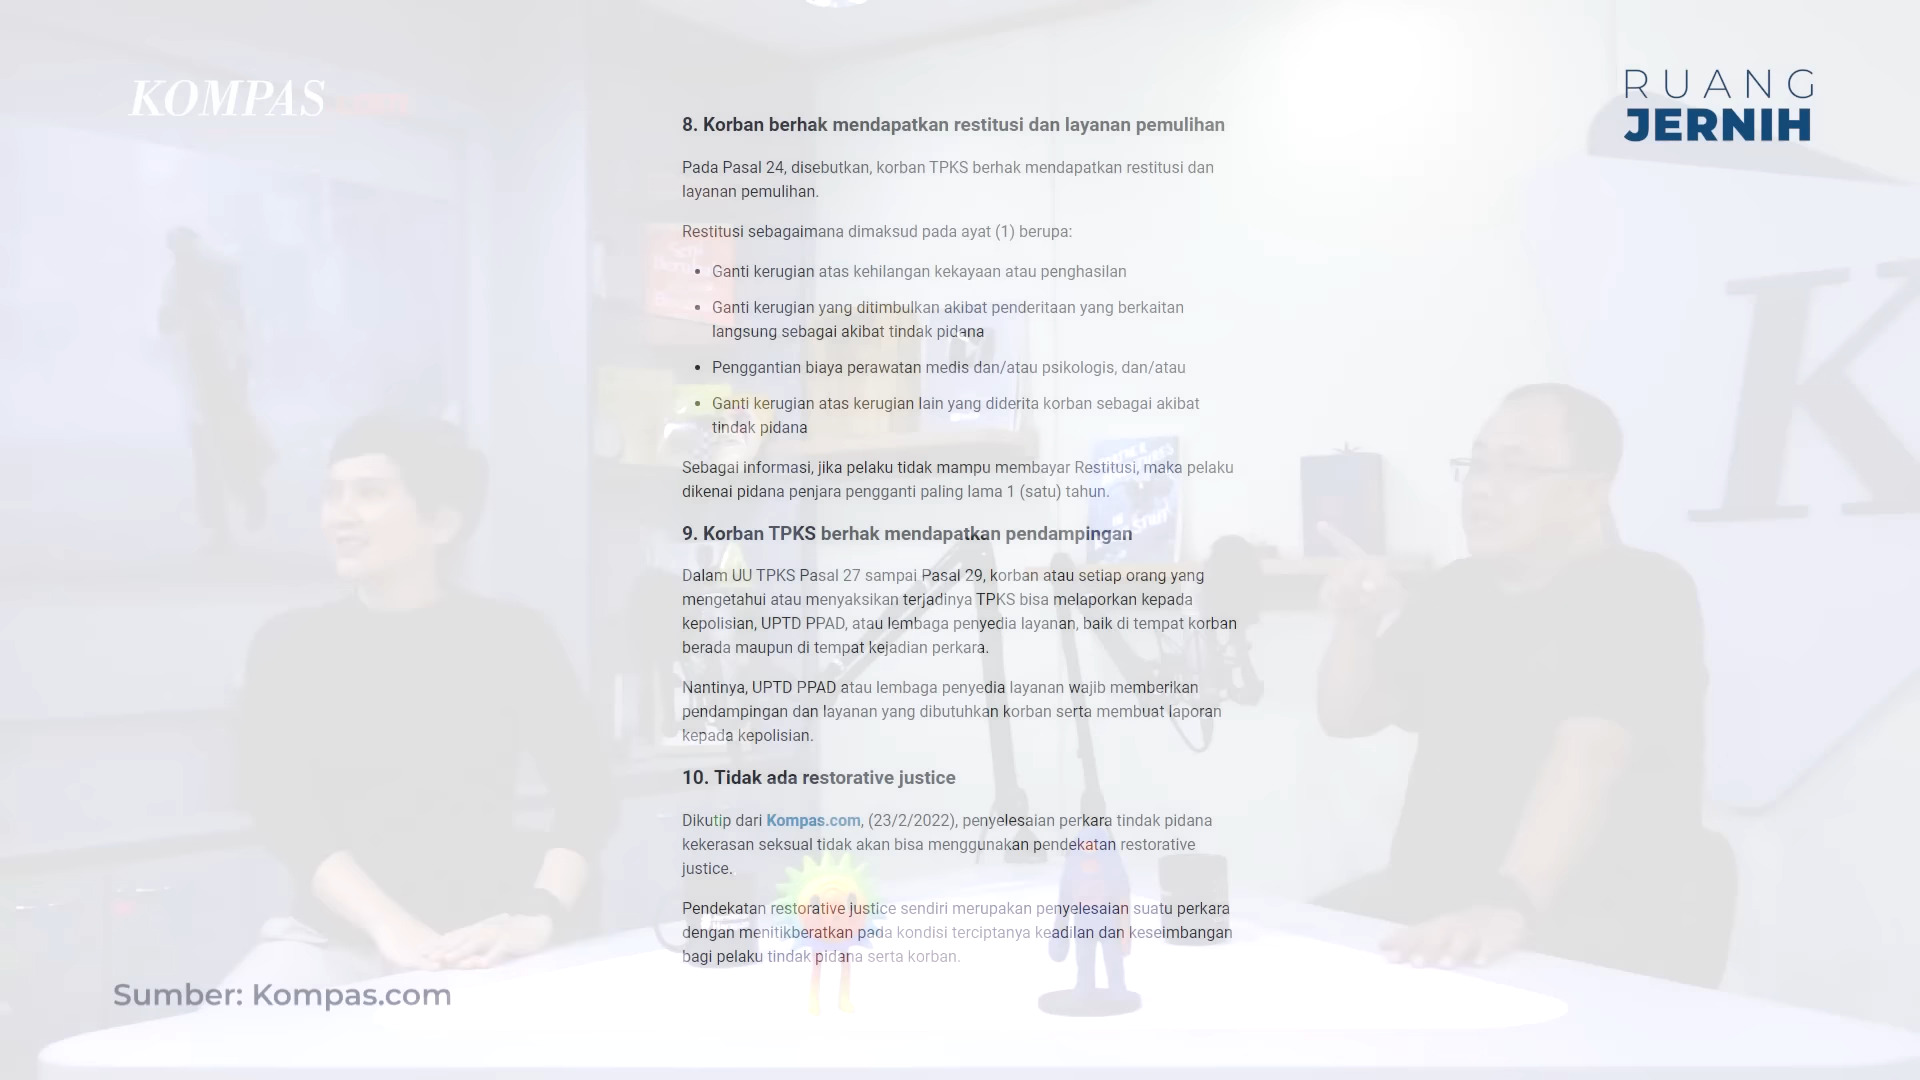 KOMPAS.com
RUANG
JERNIH
8. Korban berhak mendapatkan restitusi dan layanan pemulihan
Pada Pasal 24, disebutkan, korban TPKS berhak mendapatkan restitusi dan
layanan pemulihan.
Restitusi sebagaimana dimaksud pada ayat (1) berupa:
• Ganti kerugian atas kehilangan kekayaan atau penghasilan
• Ganti kerugian yang ditimbulkan akibat penderitaan yang berkaitan
langsung sebagai akibat tindak pidana
• Penggantian biaya perawatan medis dan/atau psikologis, dan/atau
• Ganti kerugian atas kerugian lain yang diderita korban sebagai akibat
tindak pidana
Sebagai informasi, jika pelaku tidak mampu membayar Restitusi, maka pelaku
dikenai pidana penjara pengganti paling lama 1 (satu) tahun.
9. Korban TPKS berhak mendapatkan pendampingan
Dalam UU TPKS Pasal 27 sampai Pasal 29, korban atau setiap orang yang
mengetahui atau menyaksikan terjadinya TPKS bisa melaporkan kepada
kepolisian, UPTD PPAD, atau lembaga penyedia layanan, baik di tempat korban
berada maupun di tempat kejadian perkara.
Nantinya, UPTD PPAD atau lembaga penyedia layanan wajib memberikan
pendampingan dan layanan yang dibutuhkan korban serta membuat laporan
kepada kepolisian.
10. Tidak ada restorative justice
Dikutip dari Kompas.com, (23/2/2022), penyelesaian perkara tindak pidana
kekerasan seksual tidak akan bisa menggunakan pendekatan restorative
justice.
Pendekatan restorative justice sendiri merupakan penyelesaian suatu perkara
dengan menitikberatkan pada kondisi terciptanya keadilan dan keseimbangan
bagi pelaku tindak pidana serta korban.
Sumber: Kompas.com
K